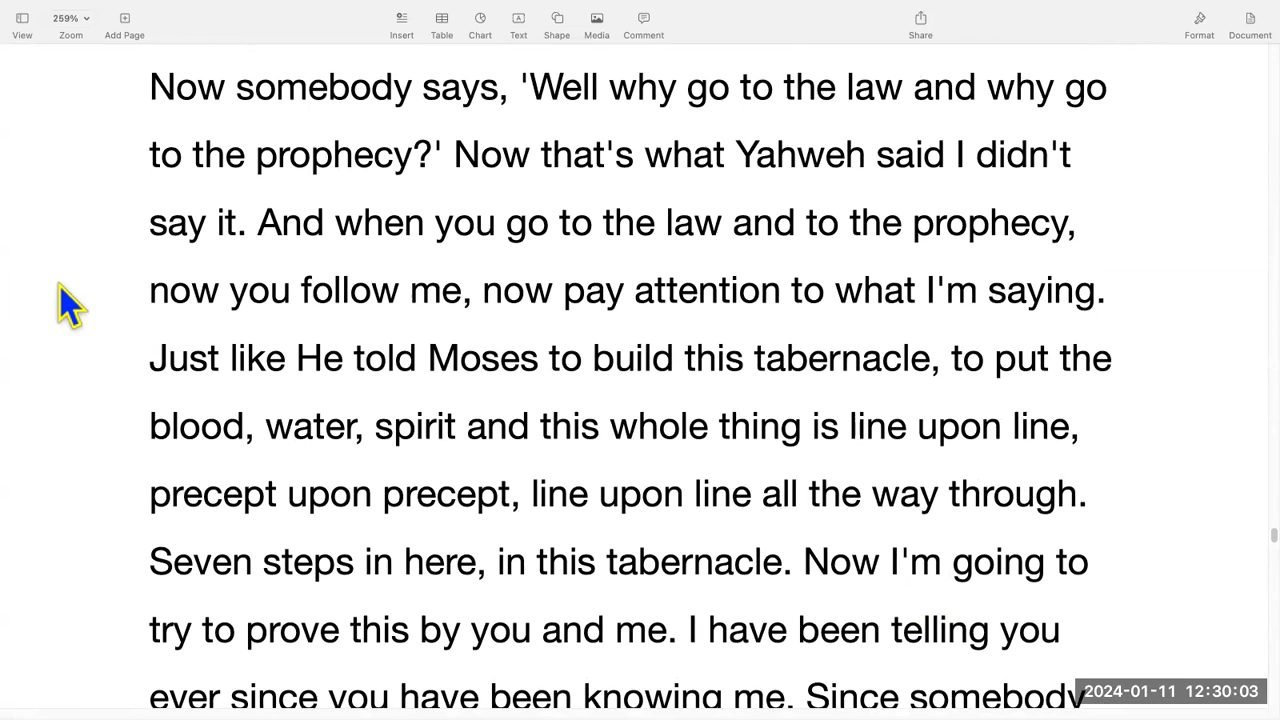 259%
View
Zoom
Add Page
Insert
Table
Chart
Text
Shape
Media
Comment
Share
Format
Document
Now somebody says, 'Well why go to the law and why go
to the prophecy?' Now that's what Yahweh said I didn't
say it. And when you go to the law and to the prophecy,
now you follow me, now pay attention to what I'm saying.
Just like He told Moses to build this tabernacle, to put the
blood, water, spirit and this whole thing is line upon line,
precept upon precept, line upon line all the way through.
Seven steps in here, in this tabernacle. Now I'm going to
try to prove this by you and me. I have been telling you
ever since you have been knowing me. Since somebody
2024-01-11 12:30:03